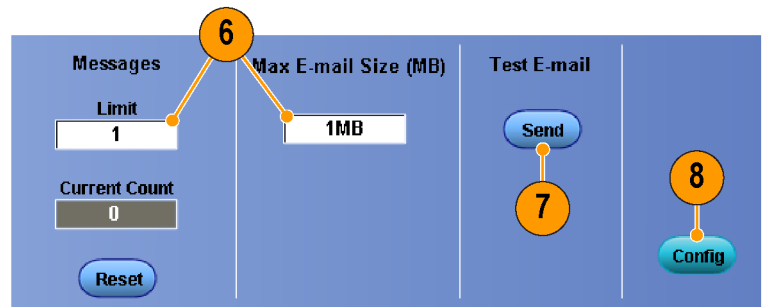 6
Messages
Max E-mail Size (MB)
Test E-mail
Limit
1
1MB
Send
Current Count
0
7
8
Reset
Config